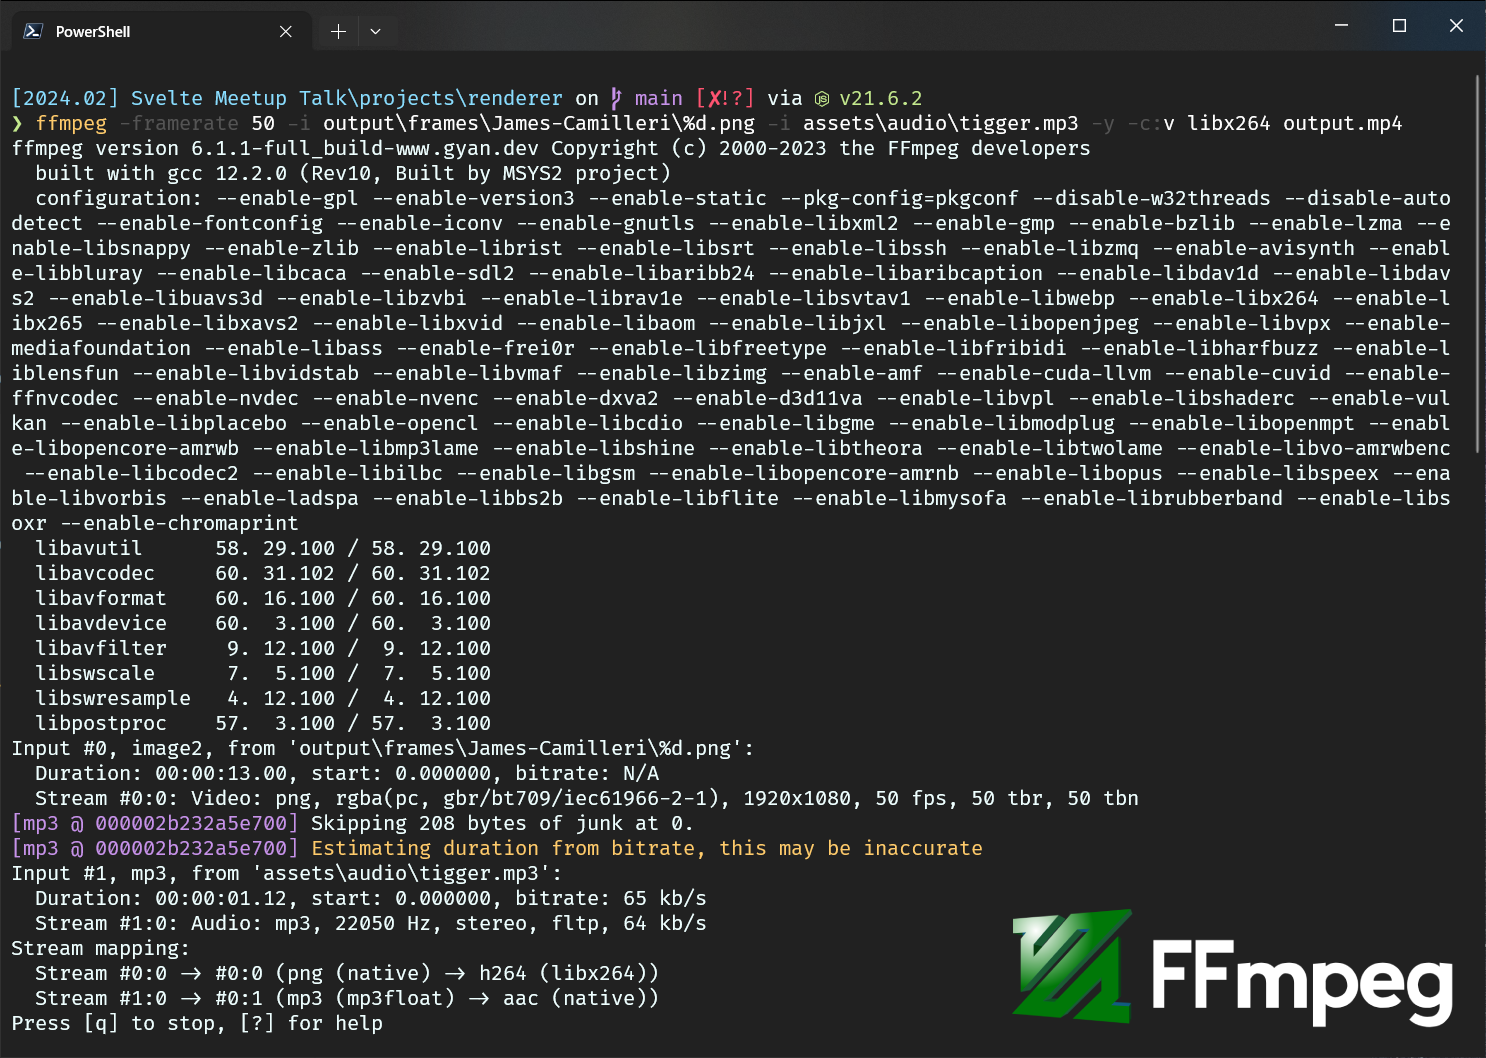 PowerShell
[2024.02] Svelte Meetup Talk\projects\renderer on main [✘!?] via v21.6.2
❯ ffmpeg -framerate 50 -i output\frames\James-Camilleri\%d.png -i assets\audio\tigger.mp3 -y -c:v libx264 output.mp4
ffmpeg version 6.1.1-full_build-www.gyan.dev Copyright (c) 2000-2023 the FFmpeg developers
built with gcc 12.2.0 (Rev10, Built by MSYS2 project)
configuration: --enable-gpl --enable-version3 --enable-static --pkg-config=pkgconf --disable-w32threads --disable-auto
detect --enable-fontconfig --enable-iconv --enable-gnutls --enable-libxml2 --enable-gmp --enable-bzlib --enable-lzma --e
nable-libsnappy --enable-zlib --enable-librist --enable-libsrt --enable-libssh --enable-libzmq --enable-avisynth --enabl
e-libbluray --enable-libcaca --enable-sdl2 --enable-libaribb24 --enable-libaribcaption --enable-libdav1d --enable-libdav
s2 --enable-libuavs3d --enable-libzvbi --enable-librav1e --enable-libsvtav1 --enable-libwebp --enable-libx264 --enable-l
ibx265 --enable-libxavs2 --enable-libxvid --enable-libaom --enable-libjxl --enable-libopenjpeg --enable-libvpx --enable-
mediafoundation --enable-libass --enable-frei0r --enable-libfreetype --enable-libfribidi --enable-libharfbuzz --enable-l
iblensfun --enable-libvidstab --enable-libvmaf --enable-libzimg --enable-amf --enable-cuda-llvm --enable-cuvid --enable-
ffnvcodec --enable-nvdec --enable-nvenc --enable-dxva2 --enable-d3d11va --enable-libvpl --enable-libshaderc --enable-vul
kan --enable-libplacebo --enable-opencl --enable-libcdio --enable-libgme --enable-libmodplug --enable-libopenmpt --enabl
e-libopencore-amrwb --enable-libmp3lame --enable-libshine --enable-libtheora --enable-libtwolame --enable-libvo-amrwbenc
--enable-libcodec2 --enable-libilbc --enable-libgsm --enable-libopencore-amrnb --enable-libopus --enable-libspeex --ena
ble-libvorbis --enable-ladspa --enable-libbs2b --enable-libflite --enable-libmysofa --enable-librubberband --enable-libs
oxr --enable-chromaprint
libavutil 58. 29.100 / 58. 29.100
libavcodec 60. 31.102 / 60. 31.102
libavformat 60. 16.100 / 60. 16.100
libavdevice 60. 3.100 / 60. 3.100
libavfilter 9. 12.100 / 9. 12.100
libswscale 7. 5.100 / 7. 5.100
libswresample 4. 12.100 / 4. 12.100
libpostproc 57. 3.100 / 57. 3.100
Input #0, image2, from 'output\frames\James-Camilleri\%d.png':
Duration: 00:00:13.00, start: 0.000000, bitrate: N/A
Stream #0:0: Video: png, rgba(pc, gbr/bt709/iec61966-2-1), 1920x1080, 50 fps, 50 tbr, 50 tbn
[mp3 @ 000002b232a5e700] Skipping 208 bytes of junk at 0.
[mp3 @ 000002b232a5e700] Estimating duration from bitrate, this may be inaccurate
Input #1, mp3, from 'assets\audio\tigger.mp3':
Duration: 00:00:01.12, start: 0.000000, bitrate: 65 kb/s
Stream #1:0: Audio: mp3, 22050 Hz, stereo, fltp, 64 kb/s
Stream mapping:
Stream #0:0 -> #0:0 (png (native) -> h264 (libx264))
Stream #1:0 -> #0:1 (mp3 (mp3float) -> aac (native))
Press [q] to stop, [?] for help
FFmpeg